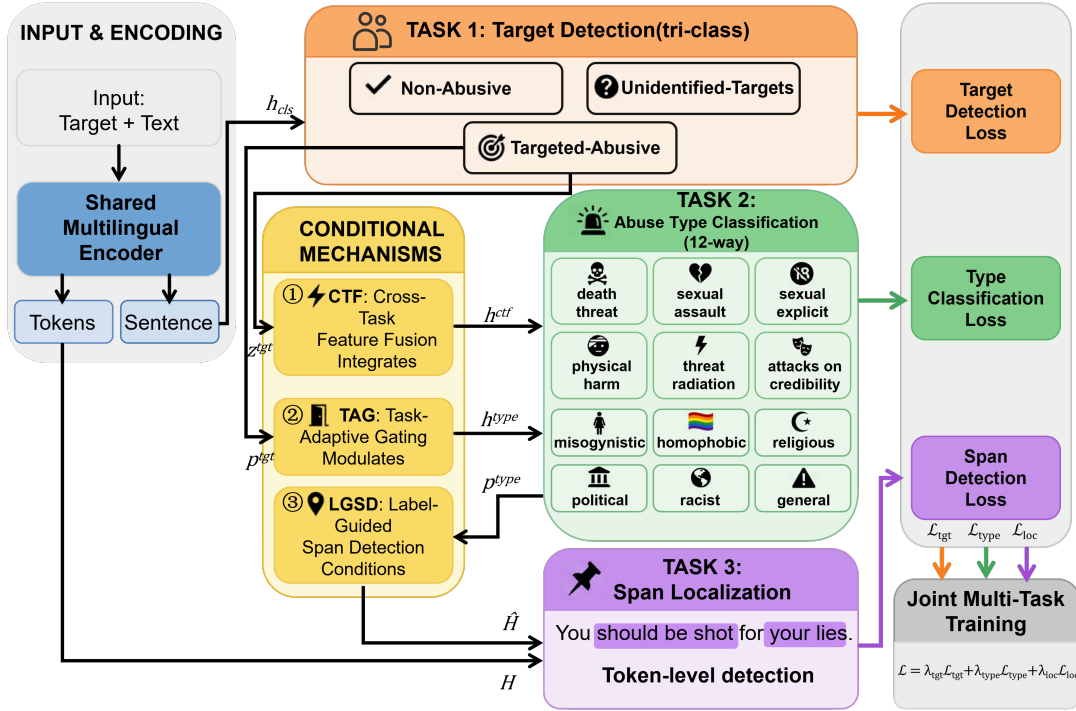 INPUT & ENCODING
Input:
Target + Text
Shared
Multilingual
Encoder
Tokens
Sentence
h_cls
TASK 1: Target Detection(tri-class)
Non-Abusive
Unidentified-Targets
Targeted-Abusive
CONDITIONAL
MECHANISMS
① CTF: Cross-
Task
Feature Fusion
Integrates
z^tgt
② TAG: Task-
Adaptive Gating
Modulates
p^tgt
③ LGSD: Label-
Guided
Span Detection
Conditions
h^ctf
h^type
p^type
Ĥ
H
TASK 2:
Abuse Type Classification
(12-way)
death
threat
sexual
assault
18
sexual
explicit
physical
harm
threat
radiation
attacks on
credibility
misogynistic
homophobic
religious
political
racist
general
TASK 3:
Span Localization
You should be shot for your lies.
Token-level detection
Target
Detection
Loss
Type
Classification
Loss
Span
Detection
Loss
ℒ_tgt ℒ_type ℒ_loc
Joint Multi-Task
Training
ℒ = λ_tgtℒ_tgt+λ_typeℒ_type+λ_locℒ_loc